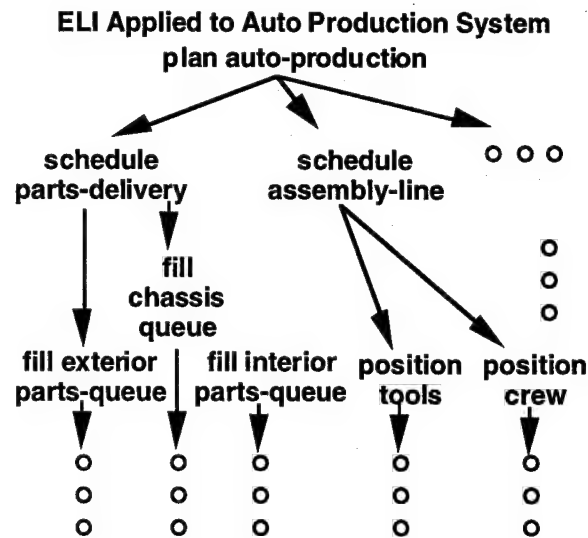 ELI Applied to Auto Production System
plan auto-production
schedule
parts-delivery
schedule
assembly-line
fill
chassis
queue
fill exterior
parts-queue
fill interior
parts-queue
position
tools
position
crew